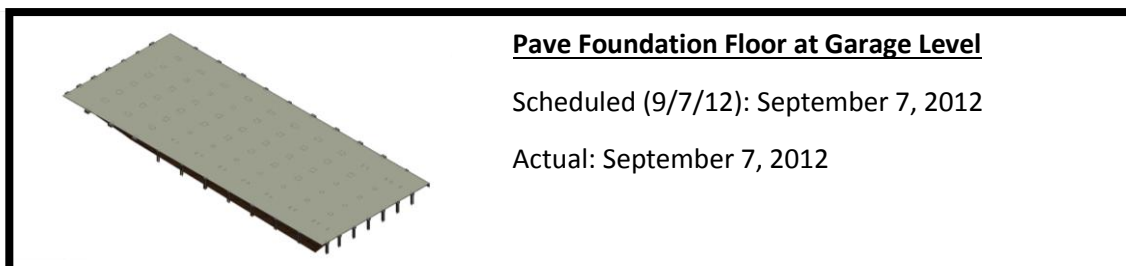 Pave Foundation Floor at Garage Level
Scheduled (9/7/12): September 7, 2012
Actual: September 7, 2012